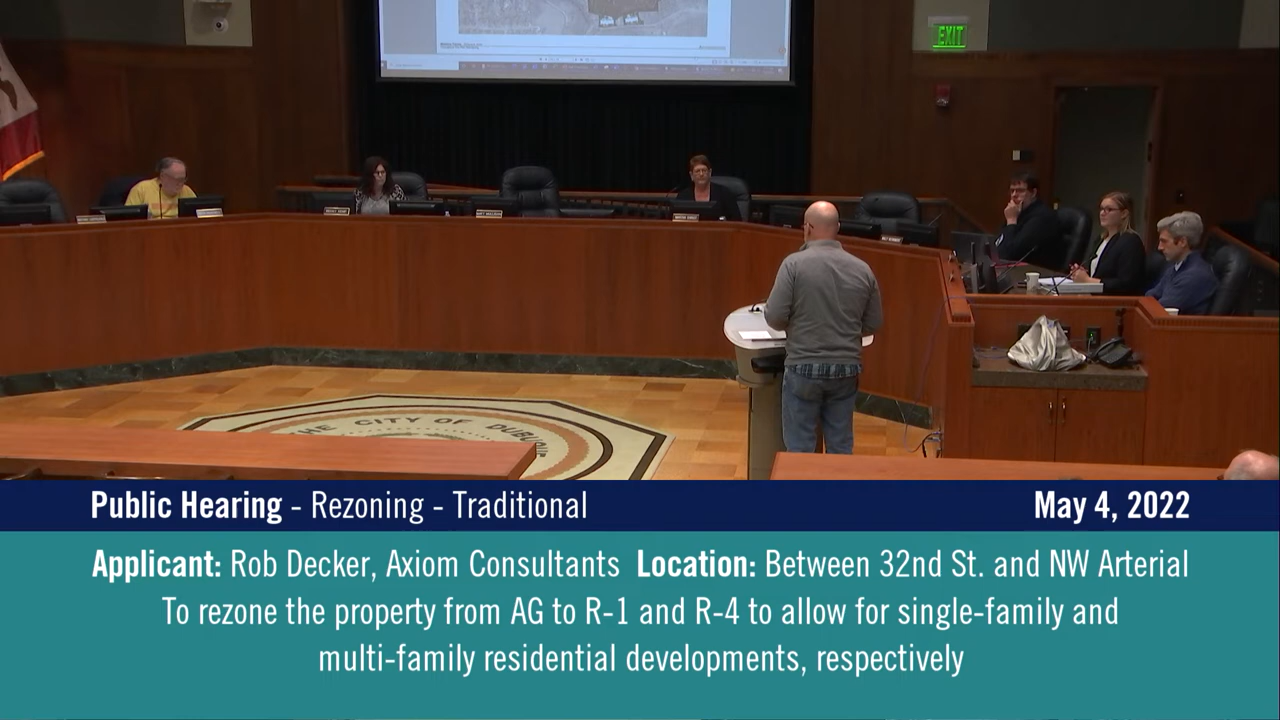 EXIT
THE CITY OF DUBUQUE
Public Hearing - Rezoning - Traditional
May 4, 2022
Applicant: Rob Decker, Axiom Consultants Location: Between 32nd St. and NW Arterial
To rezone the property from AG to R-1 and R-4 to allow for single-family and
multi-family residential developments, respectively